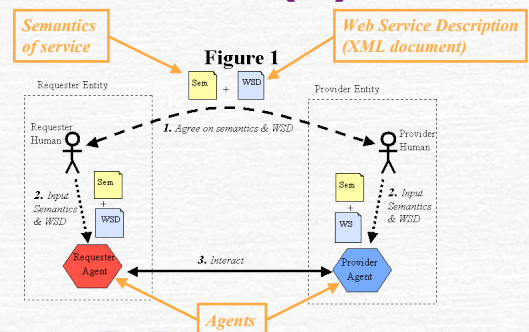 Semantics
of service
Web Service Description
(XML document)
Figure 1
Sem
+
WSD
Requester Entity
Provider Entity
Requester
Human
1. Agree on semantics & WSD
Provider
Human
2. Input
Semantics
& WSD
Sem
+
WSD
Sem
+
WS
2. Input
Semantics
& WSD
Requester
Agent
3. Interact
Provider
Agent
Agents